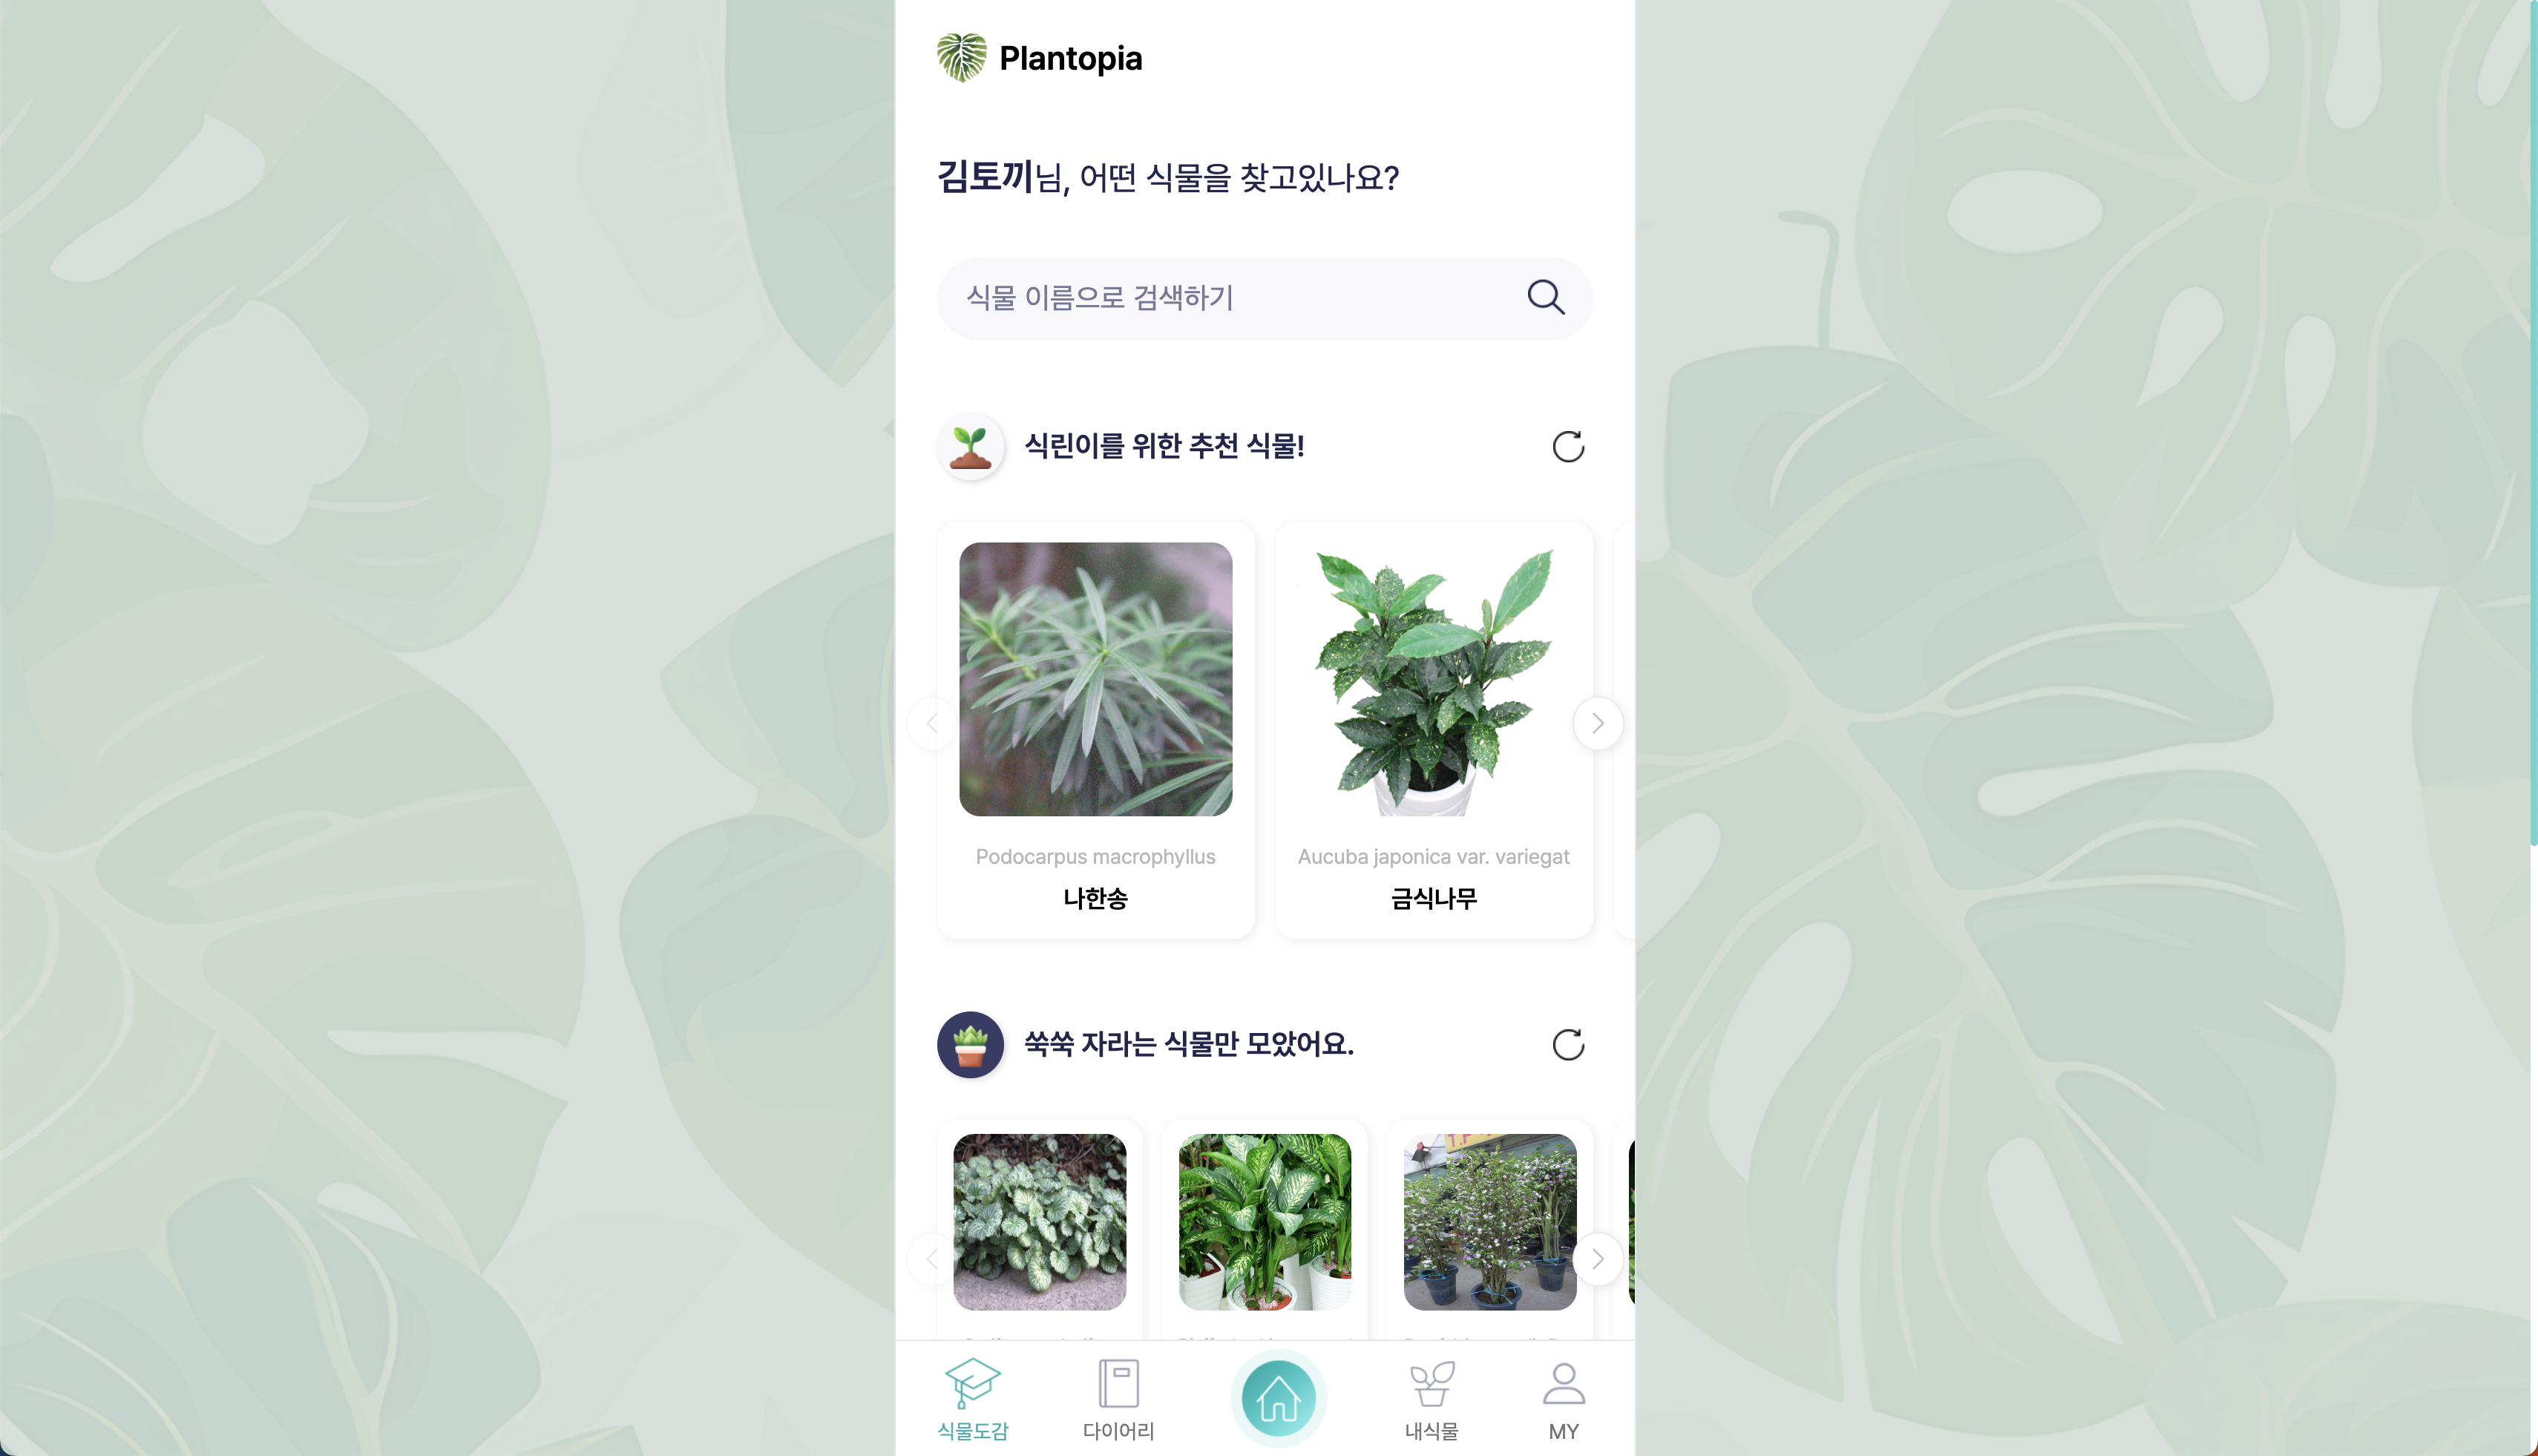 Plantopia
김토끼님, 어떤 식물을 찾고있나요?
식물 이름으로 검색하기
식린이를 위한 추천 식물!
Podocarpus macrophyllus
나한송
Aucuba japonica var. variegat
금식나무
쑥쑥 자라는 식물만 모았어요.
식물도감
다이어리
내식물
MY